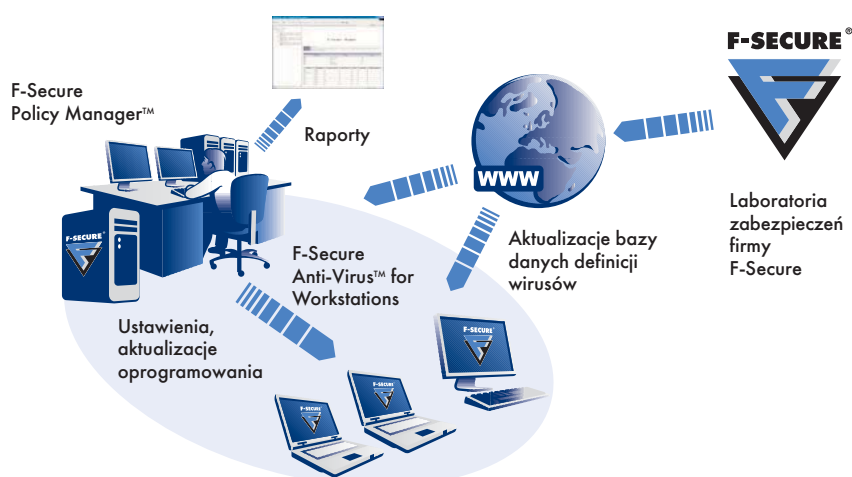 F-SECURE®
F-Secure
Policy Manager™
Raporty
WWW
Laboratoria
zabezpieczeń
firmy
F-Secure
F-SECURE®
F-Secure
Anti-Virus™ for
Workstations
Aktualizacje bazy
danych definicji
wirusów
Ustawienia,
aktualizacje
oprogramowania
F-SECURE®
F-SECURE®
F-SECURE®